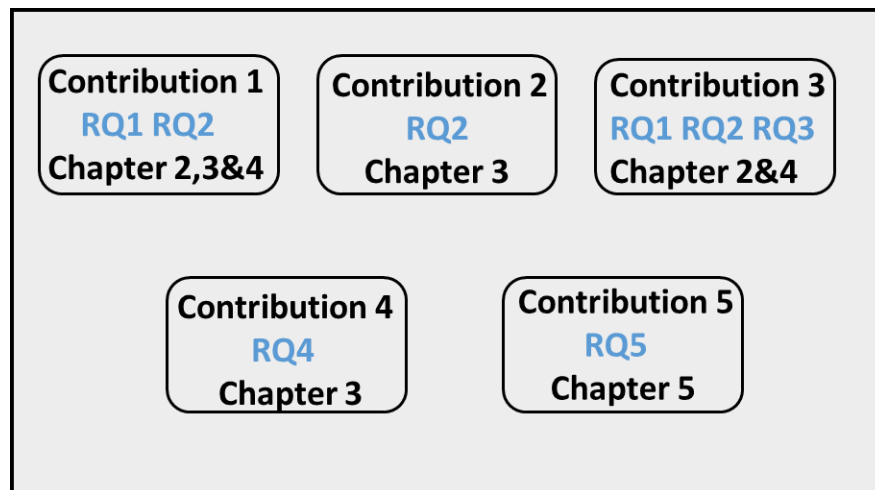 Contribution 1
RQ1 RQ2
Chapter 2,3&4
Contribution 2
RQ2
Chapter 3
Contribution 3
RQ1 RQ2 RQ3
Chapter 2&4
Contribution 4
RQ4
Chapter 3
Contribution 5
RQ5
Chapter 5